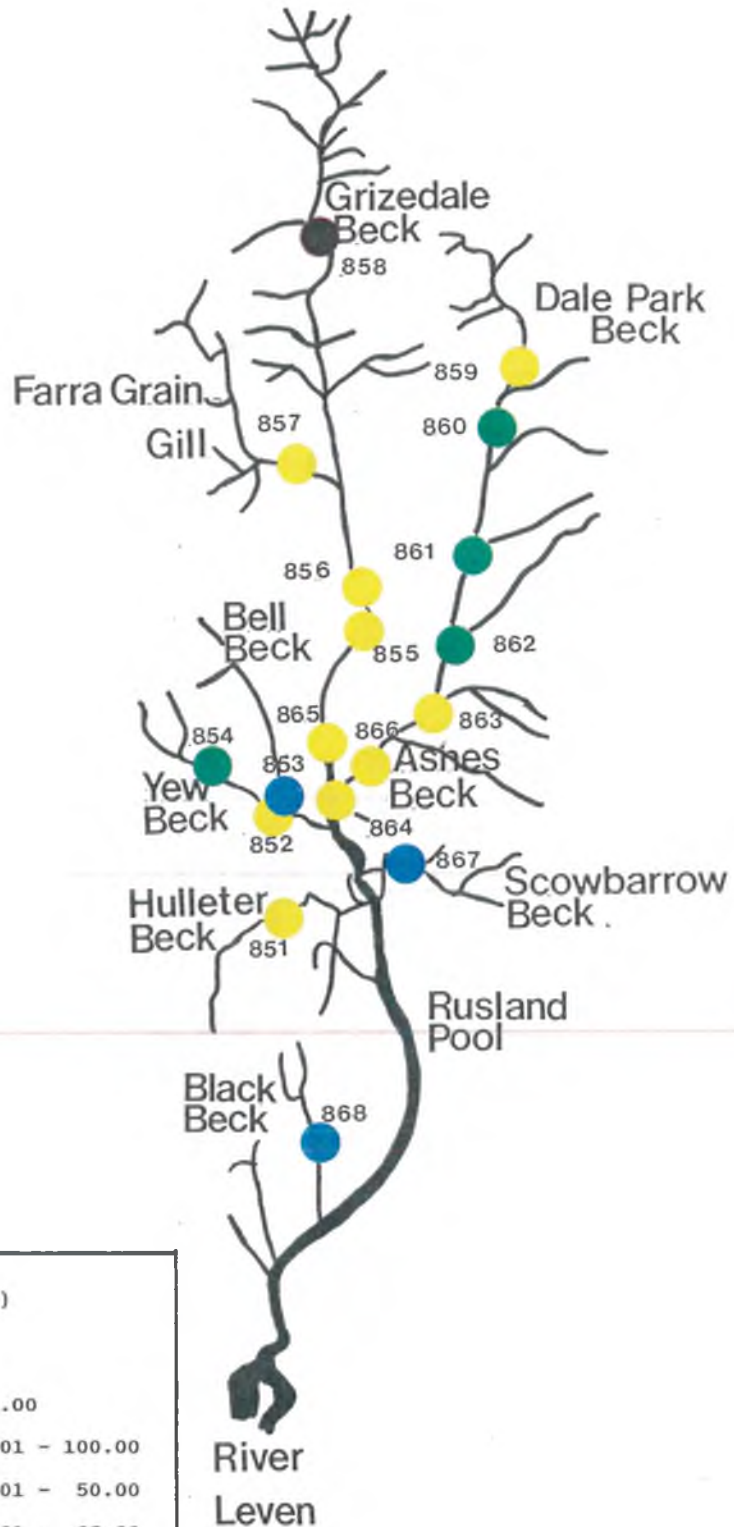 Grizedale
Beck
858
Dale Park
Beck
859
Farra Grain
Gill
857
860
861
856
Bell
Beck
855
862
865
866
863
854
853
Ashes
Beck
Yew
Beck
852
864
867
Scowbarrow
Beck
Hulleter
Beck
851
Rusland
Pool
Black
Beck
868
)
.00
01 - 100.00
01 - 50.00
River
Leven